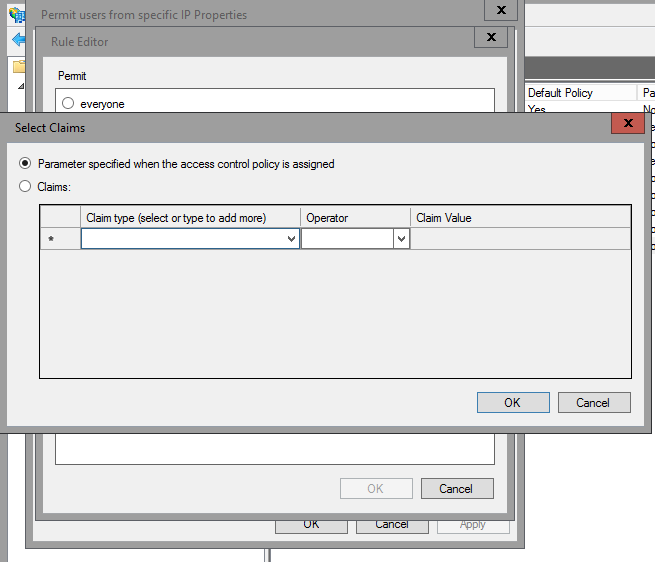 Permit users from specific IP Properties
X
Rule Editor
X
Permit
everyone
Default Policy
Pa
Yes
No
Select Claims
X
Parameter specified when the access control policy is assigned
Claims:
Claim type (select or type to add more)
Operator
Claim Value
*
OK
Cancel
OK
Cancel
OK
Cancel
Apply